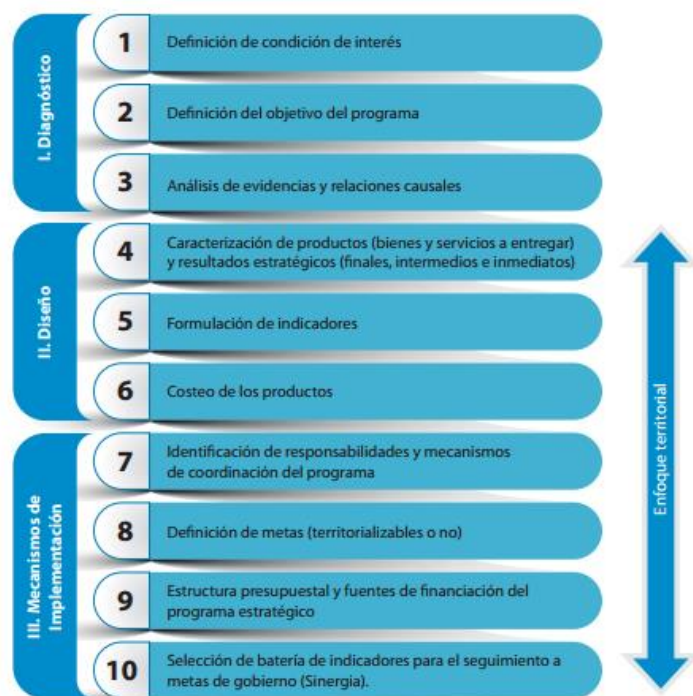 I. Diagnóstico
1
Definición de condición de interés
2
Definición del objetivo del programa
3
Análisis de evidencias y relaciones causales
II. Diseño
4
Caracterización de productos (bienes y servicios a entregar)
y resultados estratégicos (finales, intermedios e inmediatos)
5
Formulación de indicadores
6
Costeo de los productos
III. Mecanismos de
Implementación
7
Identificación de responsabilidades y mecanismos
de coordinación del programa
8
Definición de metas (territorializables o no)
9
Estructura presupuestal y fuentes de financiación del
programa estratégico
10
Selección de batería de indicadores para el seguimiento a
metas de gobierno (Sinergia).
Enfoque territorial